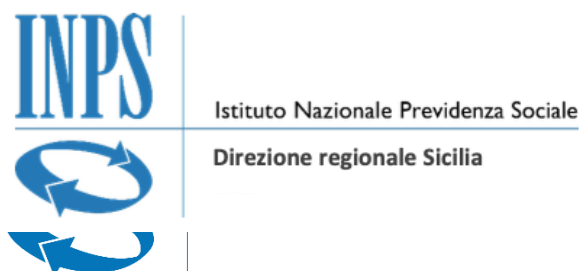 INPS
Istituto Nazionale Previdenza Sociale
Direzione regionale Sicilia